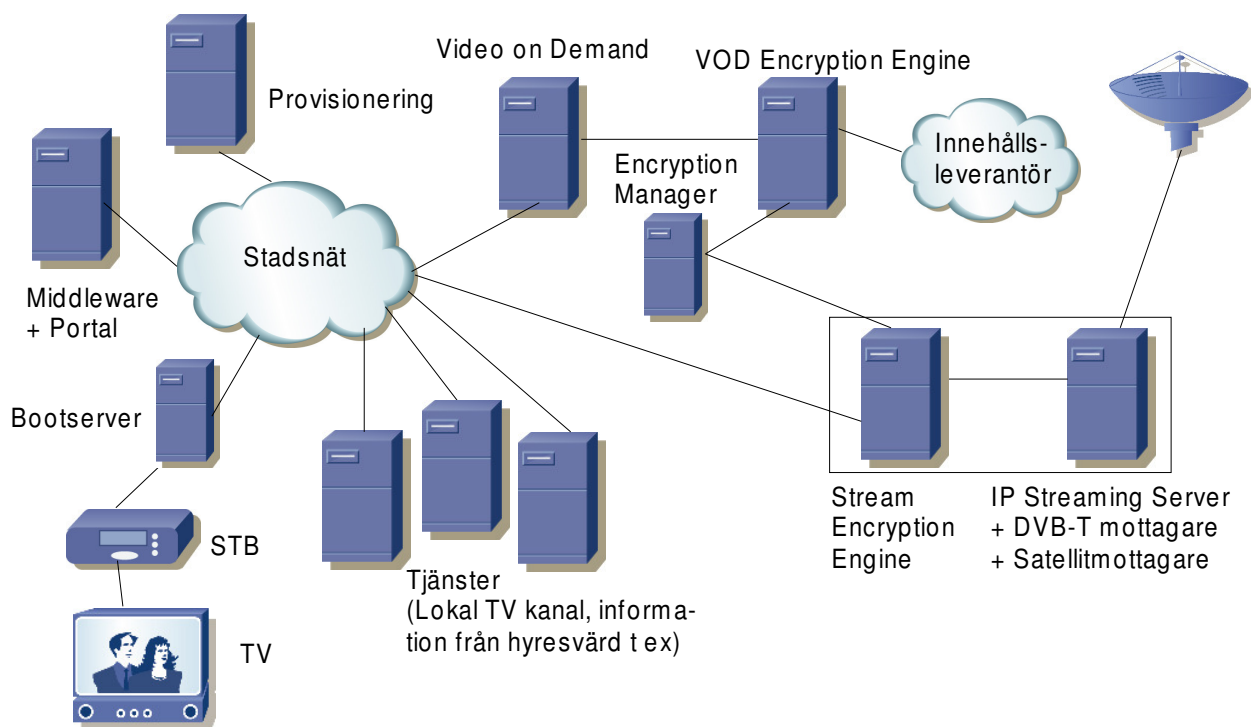 Video on Demand
VOD Encryption Engine
Provisionering
Encryption
Manager
Innehålls-
leverantör
Stadsnät
Middleware
+ Portal
Bootserver
STB
TV
Tjänster
(Lokal TV kanal, informa-
tion från hyresvärd t ex)
Stream
Encryption
Engine
IP Streaming Server
+ DVB-T mottagare
+ Satellitmottagare